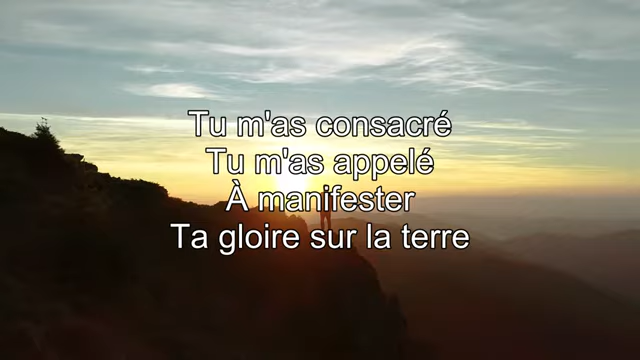 Tu m'as consacré
Tu m'as appelé
À manifester
Ta gloire sur la terre